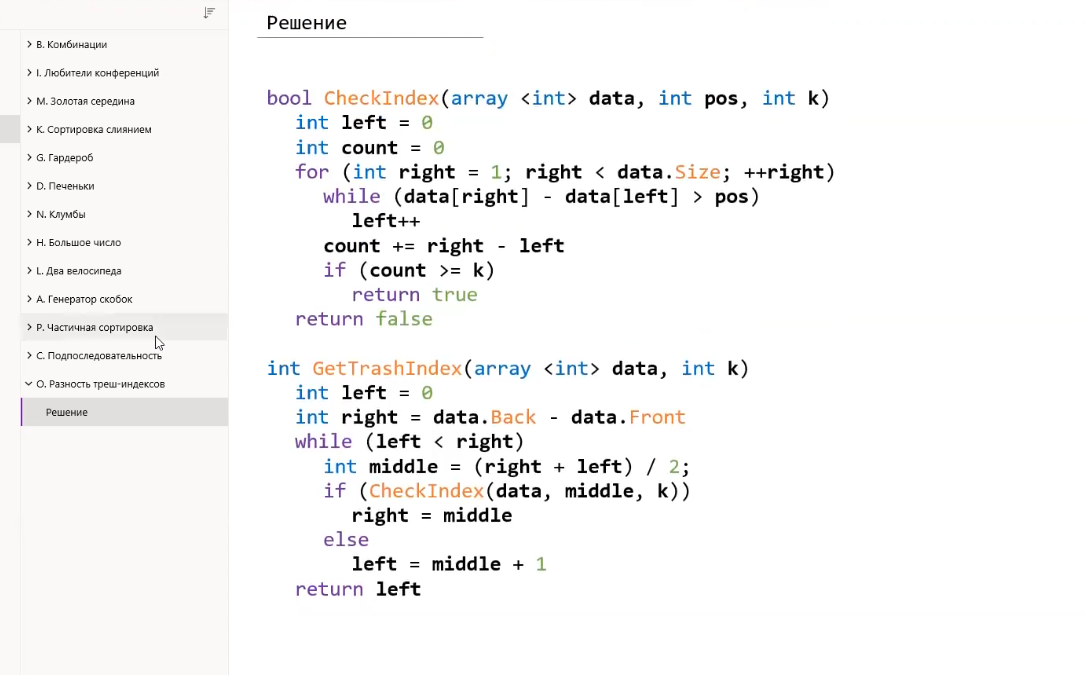 B. Комбинации
I. Любители конференций
M. Золотая середина
K. Сортировка слиянием
G. Гардероб
D. Печеньки
N. Клумбы
H. Большое число
L. Два велосипеда
A. Генератор скобок
P. Частичная сортировка
C. Подпоследовательность
O. Разность треш-индексов
Решение
Решение
bool CheckIndex(array <int> data, int pos, int k)
int left = 0
int count = 0
for (int right = 1; right < data.Size; ++right)
while (data[right] - data[left] > pos)
left++
count += right - left
if (count >= k)
return true
return false
int GetTrashIndex(array <int> data, int k)
int left = 0
int right = data.Back - data.Front
while (left < right)
int middle = (right + left) / 2;
if (CheckIndex(data, middle, k))
right = middle
else
left = middle + 1
return left